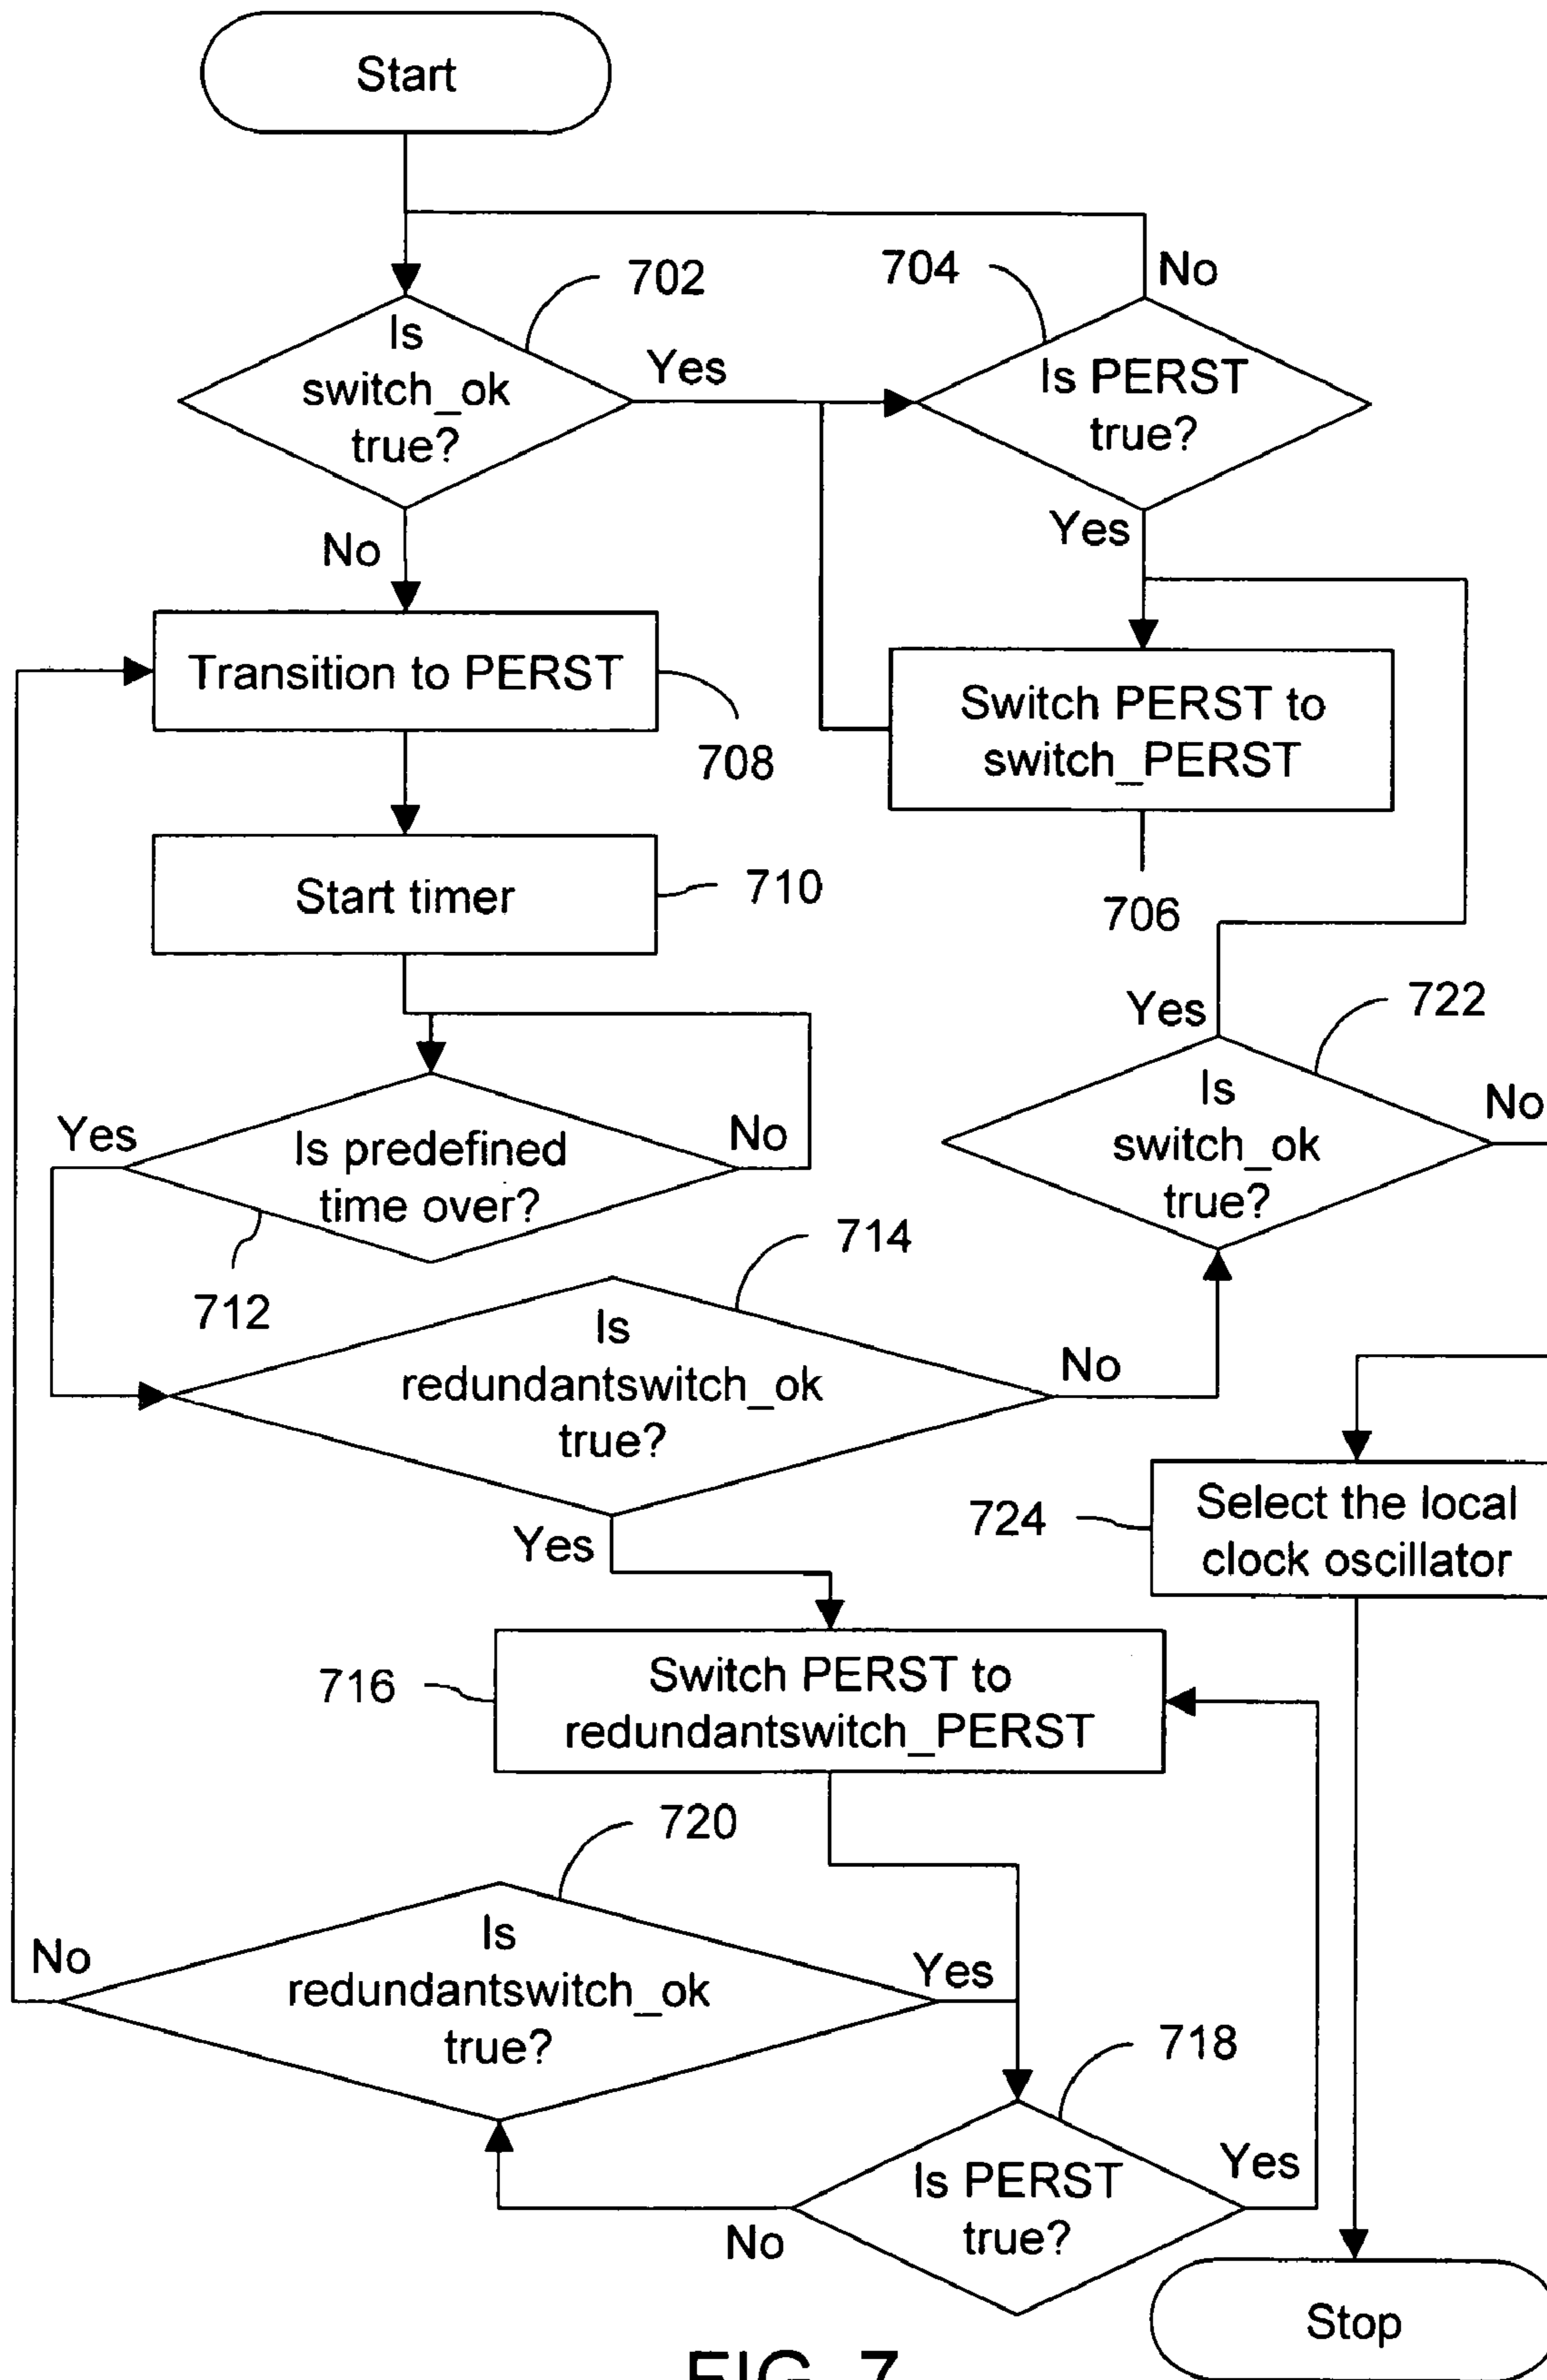 Start
702
704
No
Is
switch_ok
true?
Yes
Is PERST
true?
No
Yes
Transition to PERST
708
Switch PERST to
switch_PERST
706
Start timer
710
Yes
722
Is
switch_ok
true?
No
Yes
Is predefined
time over?
No
712
714
Is
redundantswitch_ok
true?
No
Yes
724
Select the local
clock oscillator
716
Switch PERST to
redundantswitch_PERST
720
No
Is
redundantswitch_ok
true?
Yes
718
Is PERST
true?
Yes
No
Stop
FIG. 7